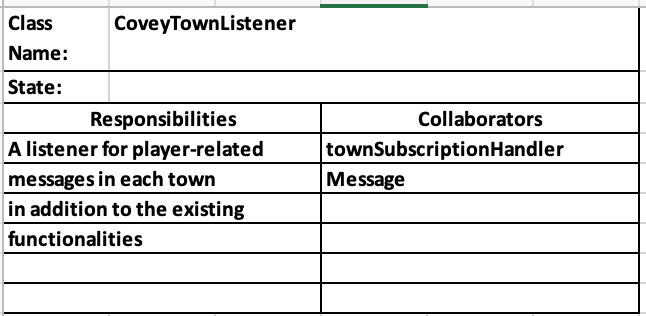 Class Name: CoveyTownListener
State:
Responsibilities Collaborators
A listener for player-related townSubscriptionHandler
messages in each town Message
in addition to the existing
functionalities